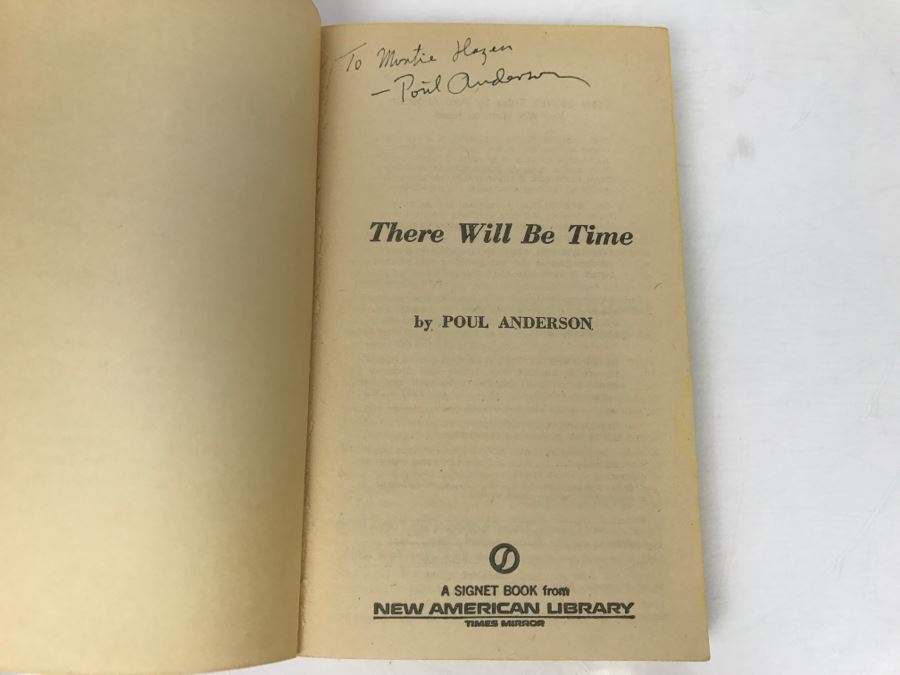 To Montie Hazen
— Poul Anderson
There Will Be Time
by POUL ANDERSON
A SIGNET BOOK from
NEW AMERICAN LIBRARY
TIMES MIRROR